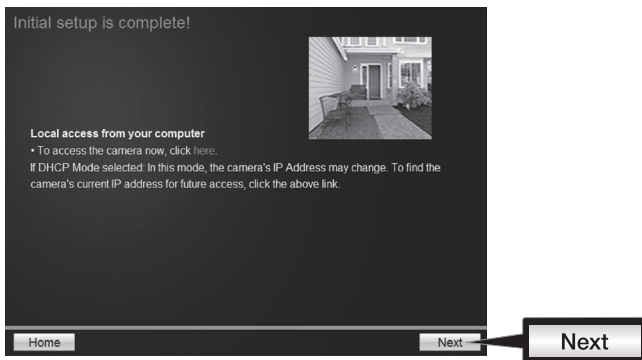 Initial setup is complete!
Local access from your computer
• To access the camera now, click here.
If DHCP Mode selected: In this mode, the camera's IP Address may change. To find the
camera's current IP address for future access, click the above link.
Home
Next
Next